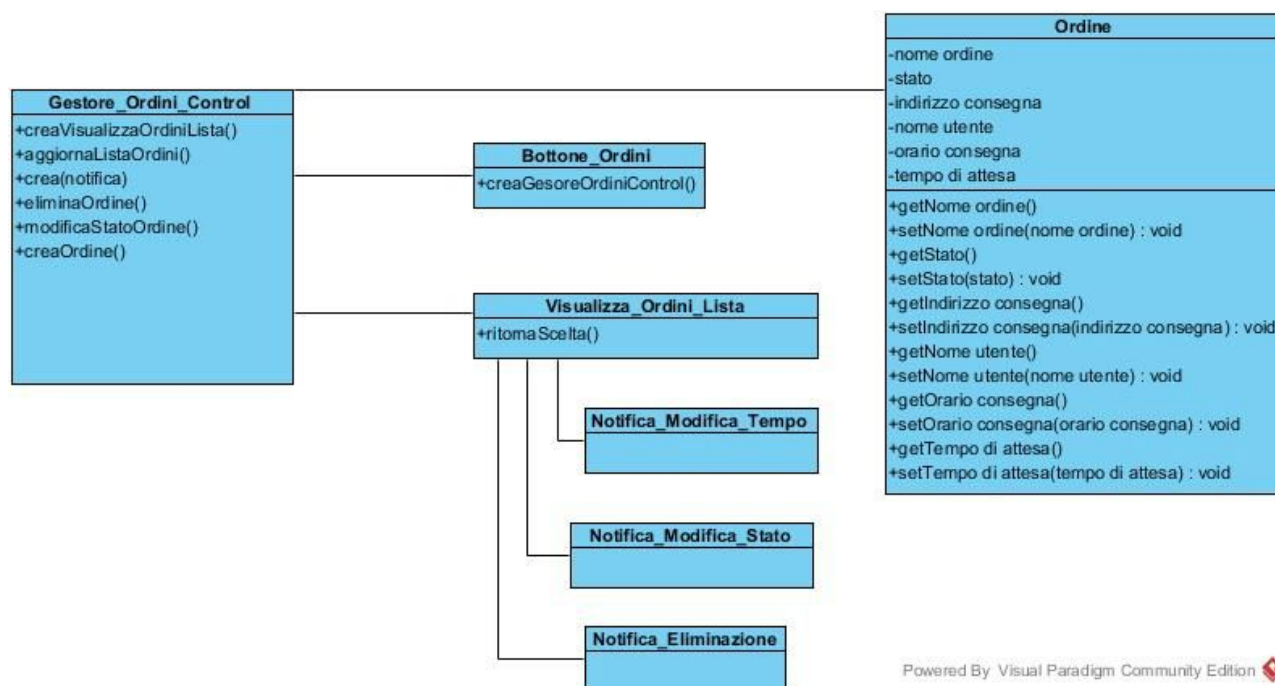 Gestore_Ordini_Control
+creaVisualizzaOrdiniLista()
+aggiornaListaOrdini()
+crea(notifica)
+eliminaOrdine()
+modificaStatoOrdine()
+creaOrdine()
Bottone_Ordini
+creaGesoreOrdiniControl()
Visualizza_Ordini_Lista
+ritornaScelta()
Notifica_Modifica_Tempo
Notifica_Modifica_Stato
Notifica_Eliminazione
Ordine
-nome ordine
-stato
-indirizzo consegna
-nome utente
-orario consegna
-tempo di attesa
+getNome ordine()
+setNome ordine(nome ordine) : void
+getStato()
+setStato(stato) : void
+getIndirizzo consegna()
+setIndirizzo consegna(indirizzo consegna) : void
+getNome utente()
+setNome utente(nome utente) : void
+getOrario consegna()
+setOrario consegna(orario consegna) : void
+getTempo di attesa()
+setTempo di attesa(tempo di attesa) : void
Powered By Visual Paradigm Community Edition